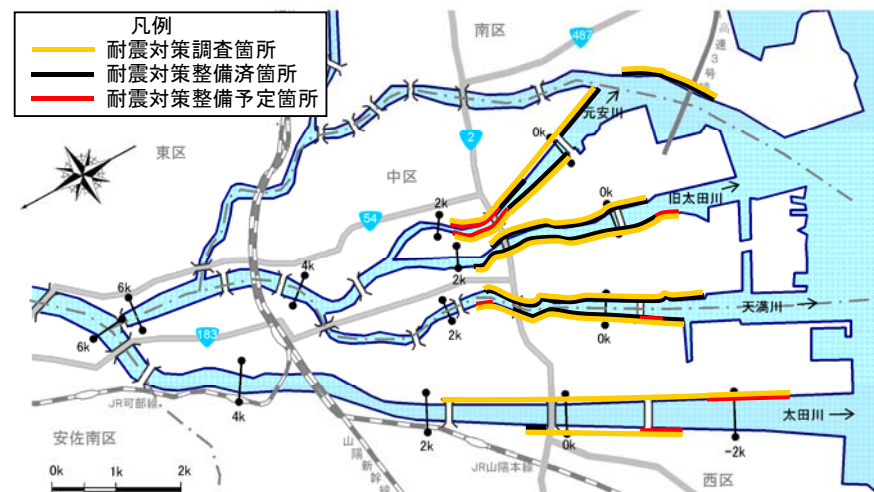 凡例
耐震対策調査箇所
耐震対策整備済箇所
耐震対策整備予定箇所
南区
487
高速3号線
元安川
0k
2
東区
中区
54
2k
0k
旧太田川
2k
6k
4k
6k
183
2k
0k
天満川
4k
JR可部線
安佐南区
山陽新幹線
2k
JR山陽本線
0k
-2k
太田川
西区
0k 1k 2k